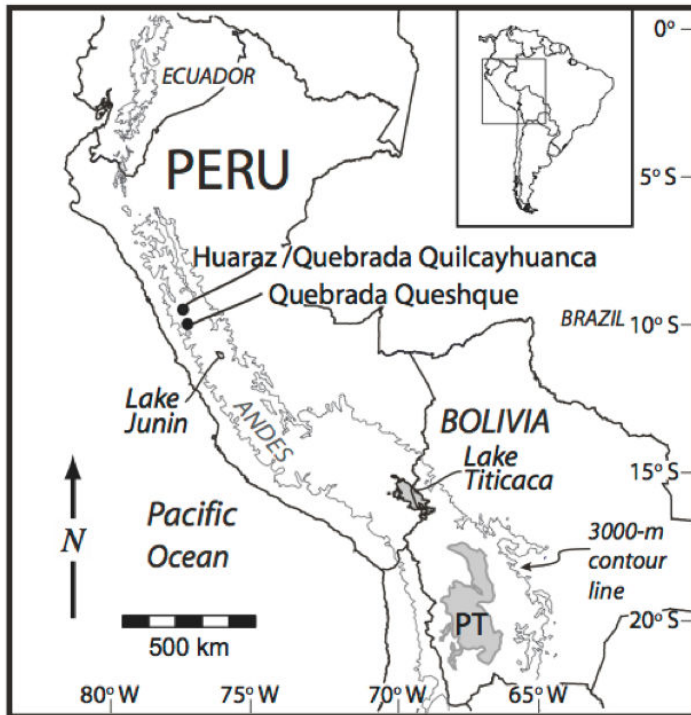 0°
ECUADOR
PERU
5° S
Huaraz /Quebrada Quilcayhuanca
Quebrada Queshque
BRAZIL 10° S
Lake
Junin
ANDES
BOLIVIA
Lake
Titicaca
15° S
N
Pacific
Ocean
3000-m
contour
line
PT
20° S
500 km
80° W 75° W 70° W 65° W